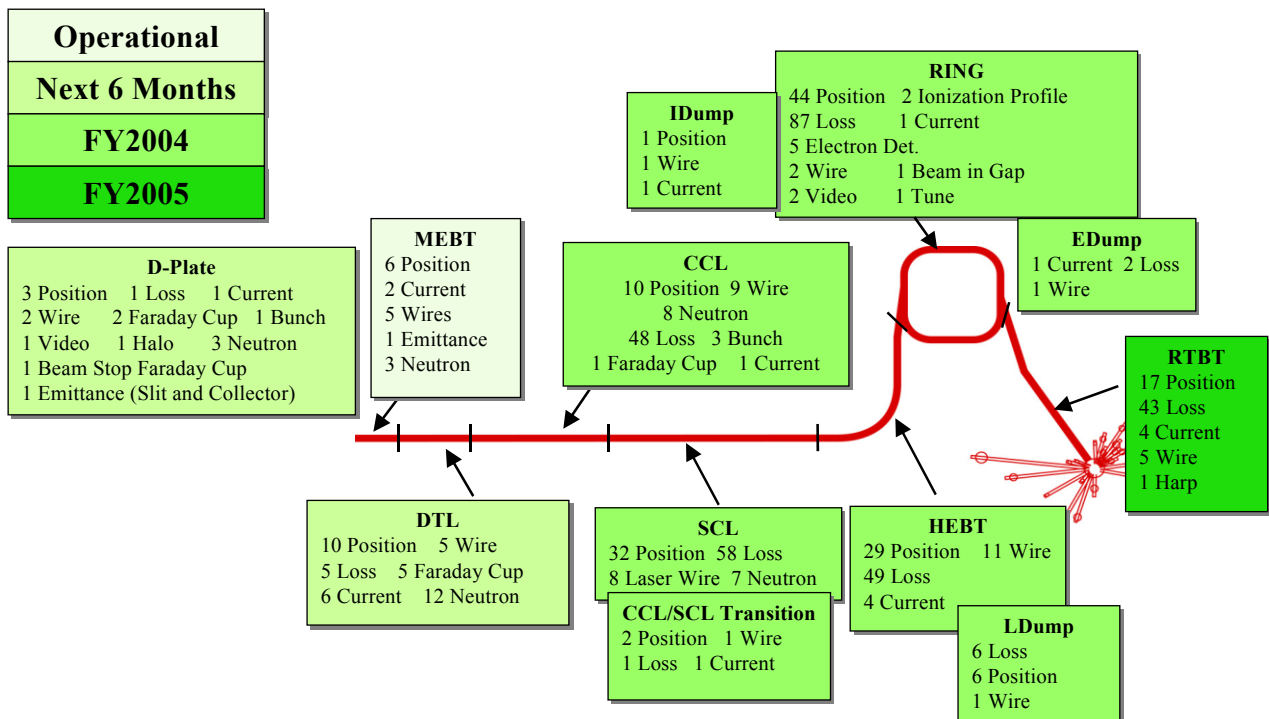 Operational
Next 6 Months
FY2004
FY2005
RING
44 Position 2 Ionization Profile
87 Loss 1 Current
5 Electron Det.
2 Wire 1 Beam in Gap
2 Video 1 Tune
IDump
1 Position
1 Wire
1 Current
MEBT
6 Position
2 Current
5 Wires
1 Emittance
3 Neutron
D-Plate
3 Position 1 Loss 1 Current
2 Wire 2 Faraday Cup 1 Bunch
1 Video 1 Halo 3 Neutron
1 Beam Stop Faraday Cup
1 Emittance (Slit and Collector)
CCL
10 Position 9 Wire
8 Neutron
48 Loss 3 Bunch
1 Faraday Cup 1 Current
EDump
1 Current 2 Loss
1 Wire
RTBT
17 Position
43 Loss
4 Current
5 Wire
1 Harp
DTL
10 Position 5 Wire
5 Loss 5 Faraday Cup
6 Current 12 Neutron
SCL
32 Position 58 Loss
8 Laser Wire 7 Neutron
CCL/SCL Transition
2 Position 1 Wire
1 Loss 1 Current
HEBT
29 Position 11 Wire
49 Loss
4 Current
LDump
6 Loss
6 Position
1 Wire